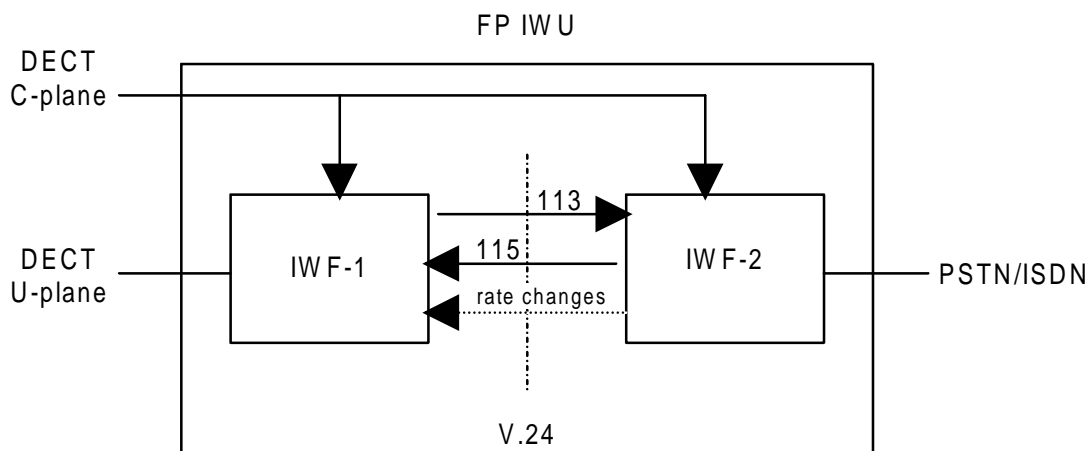 FP IWU
DECT
C-plane
113
115
IWF-1
IWF-2
DECT
U-plane
PSTN/ISDN
rate changes
V.24